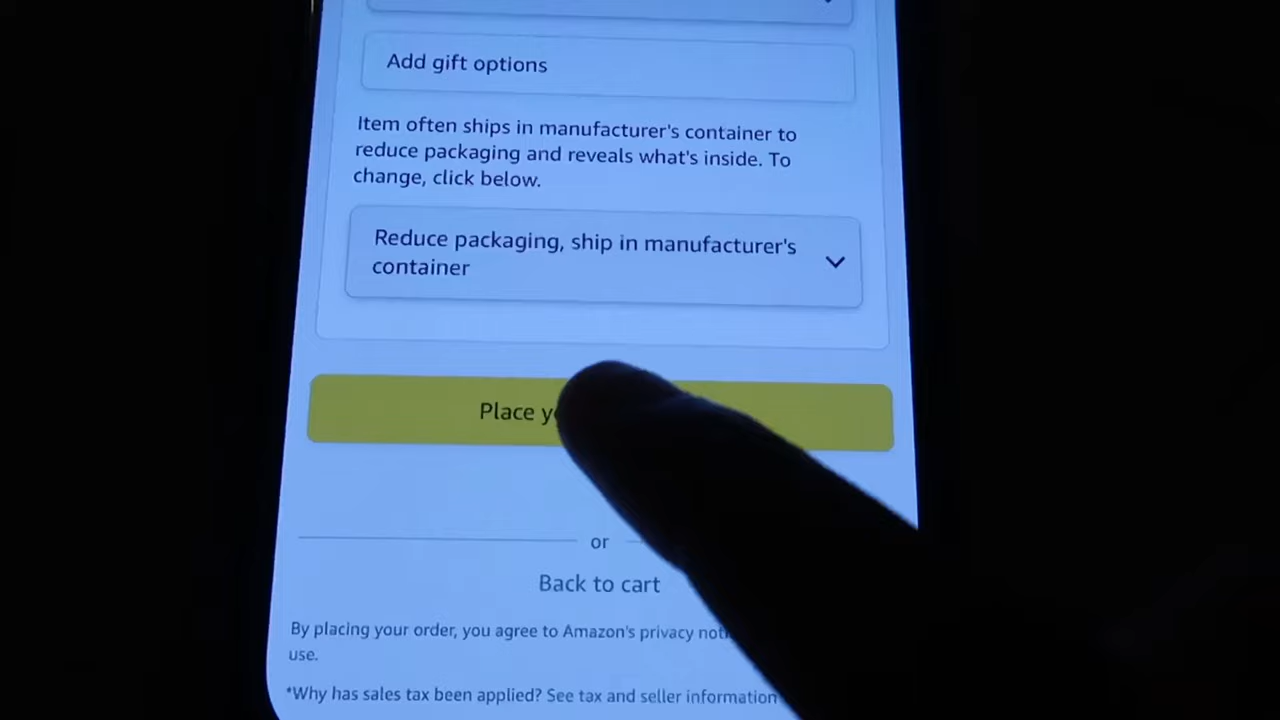 Add gift options
Item often ships in manufacturer's container to
reduce packaging and reveals what's inside. To
change, click below.
Reduce packaging, ship in manufacturer's
container
Place
or
Back to cart
By placing your order, you agree to Amazon's privacy
use.
*Why has sales tax been applied? See tax and seller information